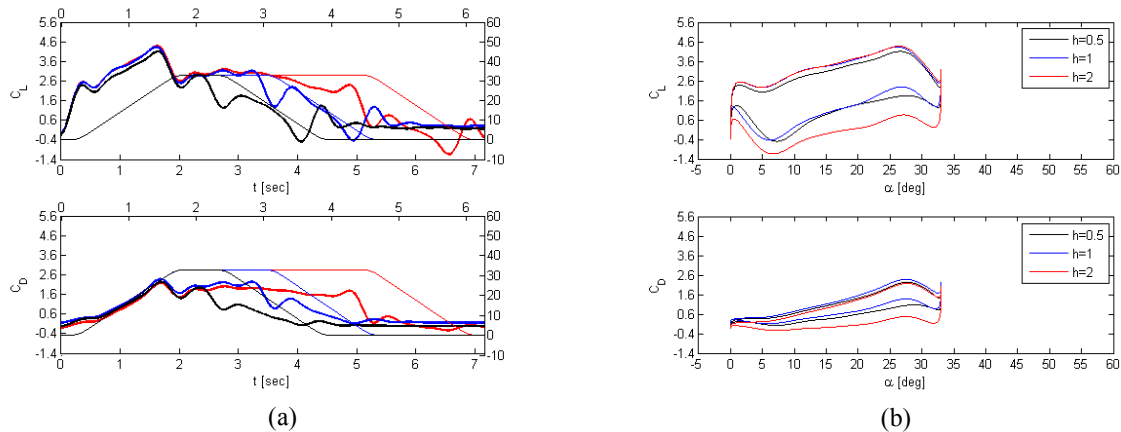 0 1 2 3 4 5 6
5.6 4.6 3.6 2.6 1.6 0.6 -0.4 -1.4
C_L
60 50 40 30 20 10 0 -10
0 1 2 3 4 5 6 7
t [sec]
0 1 2 3 4 5 6
5.6 4.6 3.6 2.6 1.6 0.6 -0.4 -1.4
C_D
60 50 40 30 20 10 0 -10
0 1 2 3 4 5 6 7
t [sec]
(a)
5.6 4.6 3.6 2.6 1.6 0.6 -0.4 -1.4
C_L
h=0.5
h=1
h=2
-5 0 5 10 15 20 25 30 35 40 45 50 55 60
α [deg]
5.6 4.6 3.6 2.6 1.6 0.6 -0.4 -1.4
C_D
h=0.5
h=1
h=2
-5 0 5 10 15 20 25 30 35 40 45 50 55 60
α [deg]
(b)